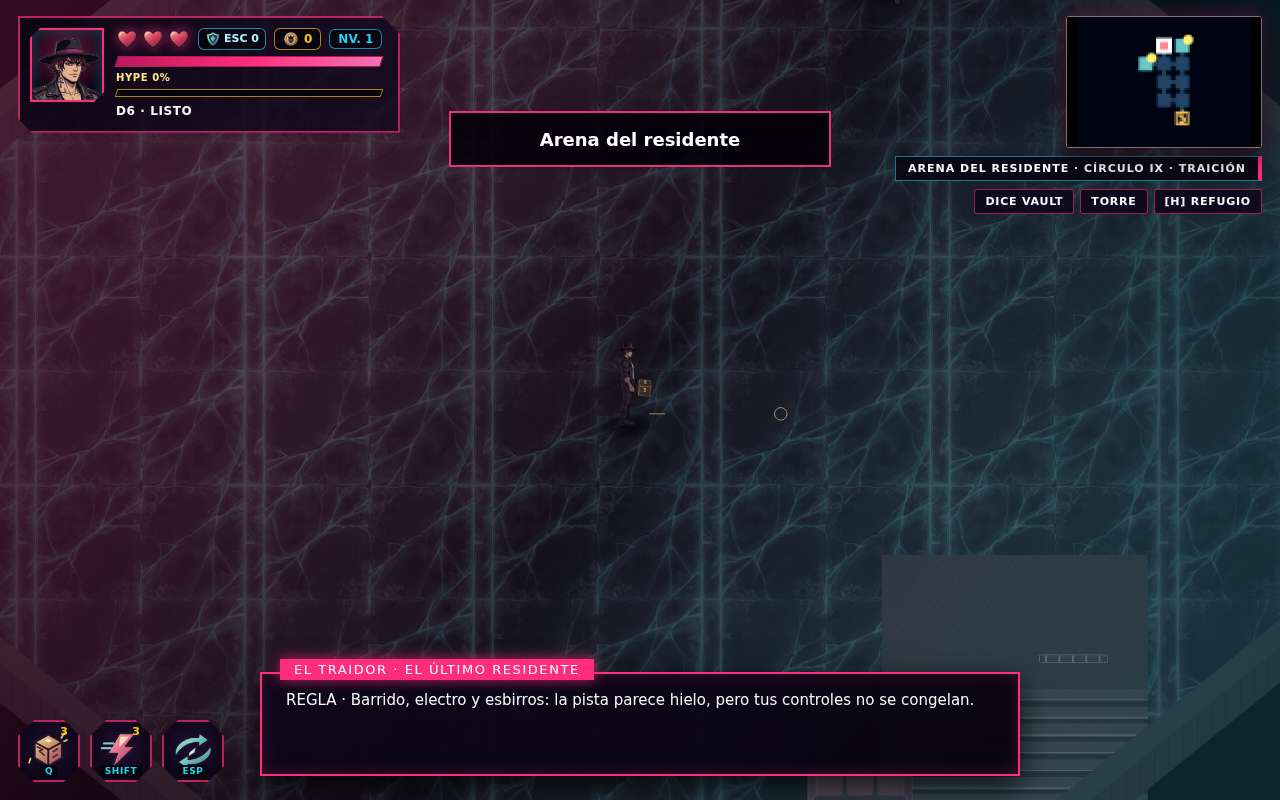 ESC 0
0
NV. 1
HYPE 0%
D6 · LISTO
Arena del residente
ARENA DEL RESIDENTE · CÍRCULO IX · TRAICIÓN
DICE VAULT
TORRE
[H] REFUGIO
EL TRAIDOR · EL ÚLTIMO RESIDENTE
REGLA · Barrido, electro y esbirros: la pista parece hielo, pero tus controles no se congelan.
3
Q
3
SHIFT
ESP